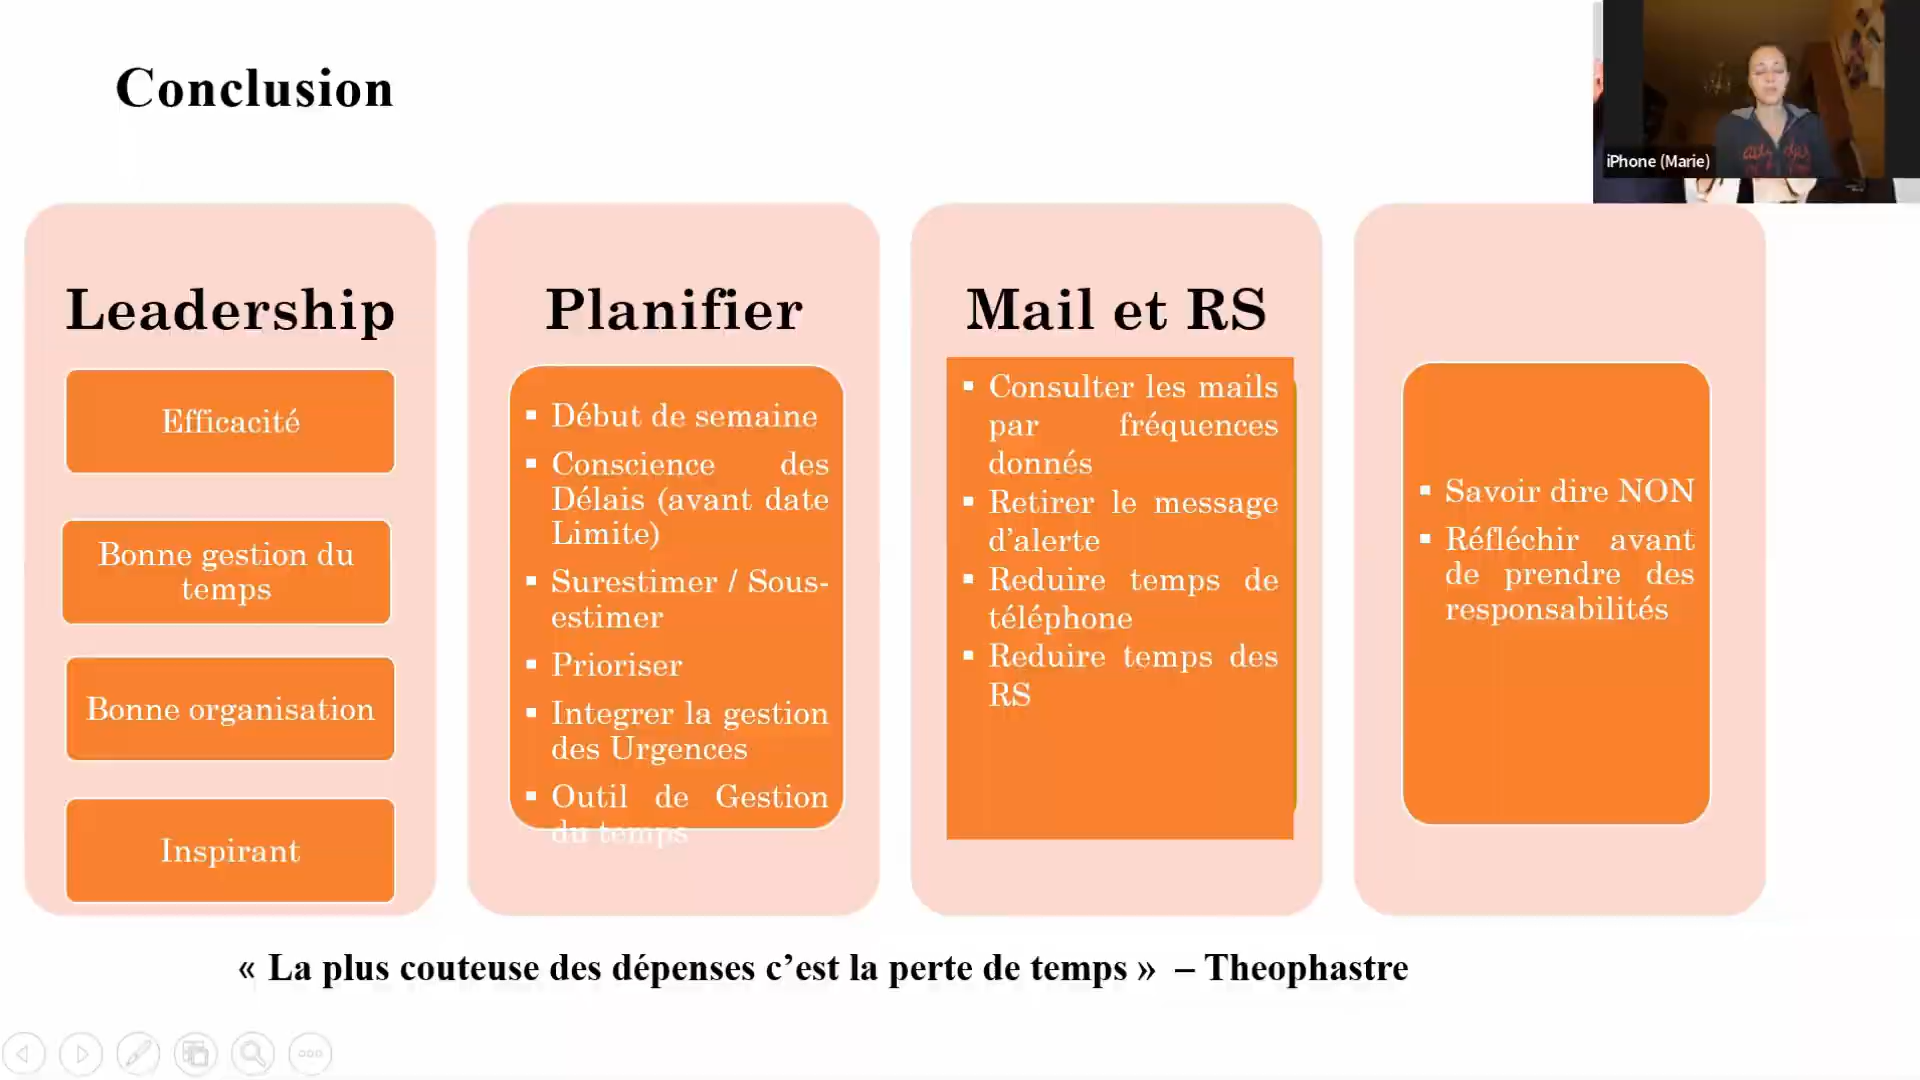 Conclusion
iPhone (Marie)
Leadership
Efficacité
Bonne gestion du
temps
Bonne organisation
Inspirant
Planifier
▪ Début de semaine
▪ Conscience des
Délais (avant date
Limite)
▪ Surestimer / Sous-
estimer
▪ Prioriser
▪ Integrer la gestion
des Urgences
▪ Outil de Gestion
du temps
Mail et RS
▪ Consulter les mails
par fréquences
donnés
▪ Retirer le message
d’alerte
▪ Reduire temps de
téléphone
▪ Reduire temps des
RS
▪ Savoir dire NON
▪ Réfléchir avant
de prendre des
responsabilités
« La plus couteuse des dépenses c’est la perte de temps » – Theophastre